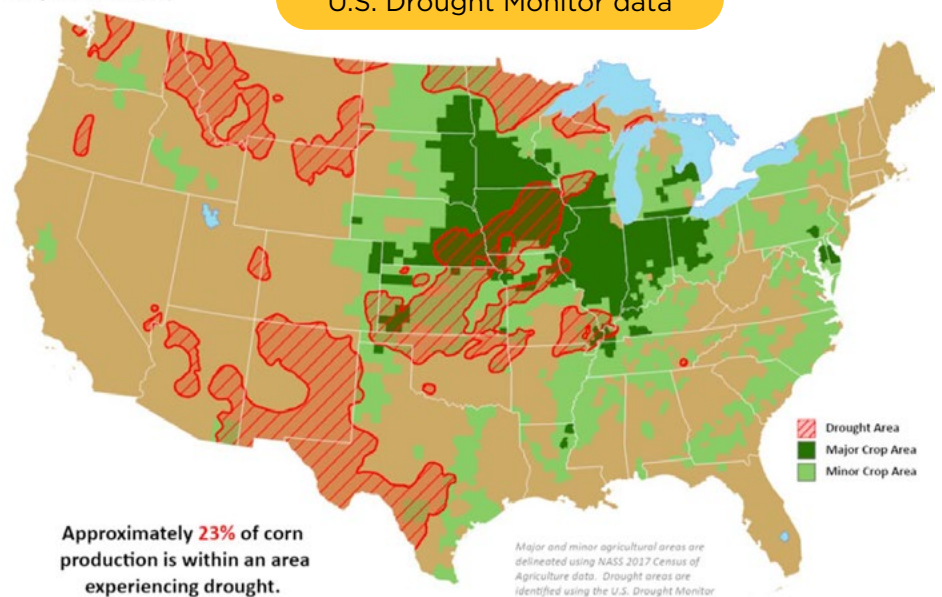 U.S. Drought Monitor data
Drought Area
Major Crop Area
Minor Crop Area
Approximately 23% of corn
production is within an area
experiencing drought.
Major and minor agricultural areas are
delineated using NASS 2017 Census of
Agriculture data. Drought areas are
identified using the U.S. Drought Monitor